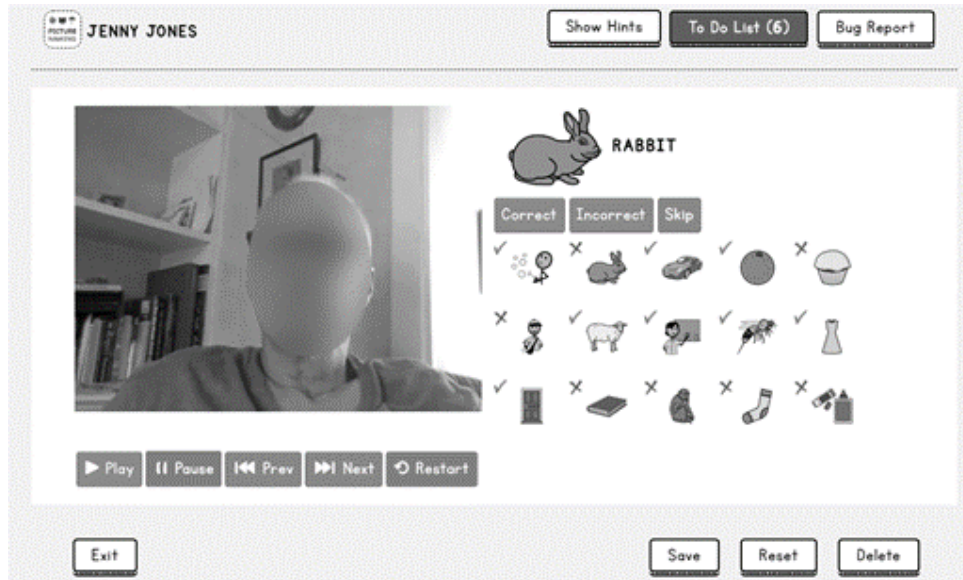 PICTURE
JENNY JONES
Show Hints
To Do List (6)
Bug Report
RABBIT
Correct
Incorrect
Skip
Play
Pause
Prev
Next
Restart
Exit
Save
Reset
Delete